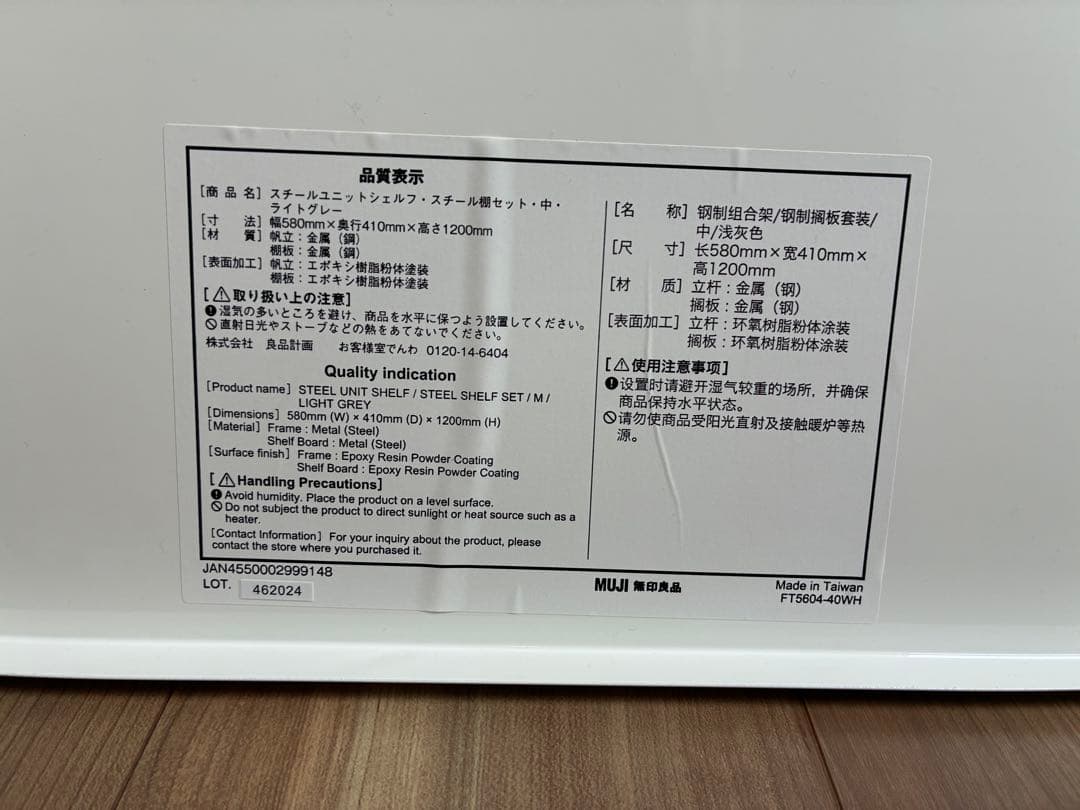 品質表示
[商品名] スチールユニットシェルフ・スチール棚セット・中・
ライトグレー
[寸 法] 幅580mm×奥行410mm×高さ1200mm
[材 質] 帆立：金属（鋼）
棚板：金属（鋼）
[表面加工] 帆立：エポキシ樹脂粉体塗装
棚板：エポキシ樹脂粉体塗装
[⚠取り扱い上の注意]
❗湿気の多いところを避け、商品を水平に保つよう設置してください。
🚫直射日光やストーブなどの熱をあてないでください。
株式会社 良品計画 お客様室でんわ 0120-14-6404
Quality indication
[Product name] STEEL UNIT SHELF / STEEL SHELF SET / M /
LIGHT GREY
[Dimensions] 580mm (W) × 410mm (D) × 1200mm (H)
[Material] Frame : Metal (Steel)
Shelf Board : Metal (Steel)
[Surface finish] Frame : Epoxy Resin Powder Coating
Shelf Board : Epoxy Resin Powder Coating
[⚠Handling Precautions]
❗Avoid humidity. Place the product on a level surface.
🚫Do not subject the product to direct sunlight or heat source such as a
heater.
[Contact Information] For your inquiry about the product, please
contact the store where you purchased it.
[名 称] 钢制组合架/钢制搁板套装/
中/浅灰色
[尺 寸] 长580mm×宽410mm×
高1200mm
[材 质] 立杆：金属（钢）
搁板：金属（钢）
[表面加工] 立杆：环氧树脂粉体涂装
搁板：环氧树脂粉体涂装
[⚠使用注意事项]
❗设置时请避开湿气较重的场所，并确保
商品保持水平状态。
🚫请勿使商品受阳光直射及接触暖炉等热
源。
JAN4550002999148
LOT. 462024
MUJI 無印良品
Made in Taiwan
FT5604-40WH